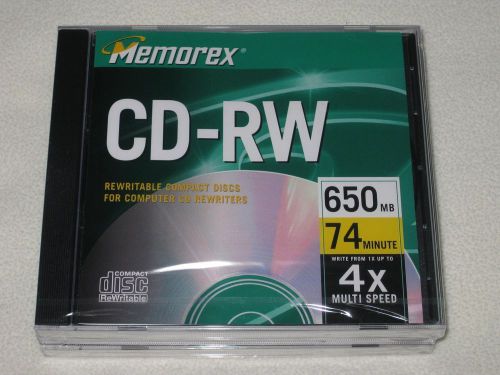 Memorex®
CD-RW
REWRITABLE COMPACT DISCS
FOR COMPUTER CD REWRITERS
650 MB
74 MINUTE
WRITE FROM 1X UP TO
4x
MULTI SPEED
COMPACT
disc
ReWritable